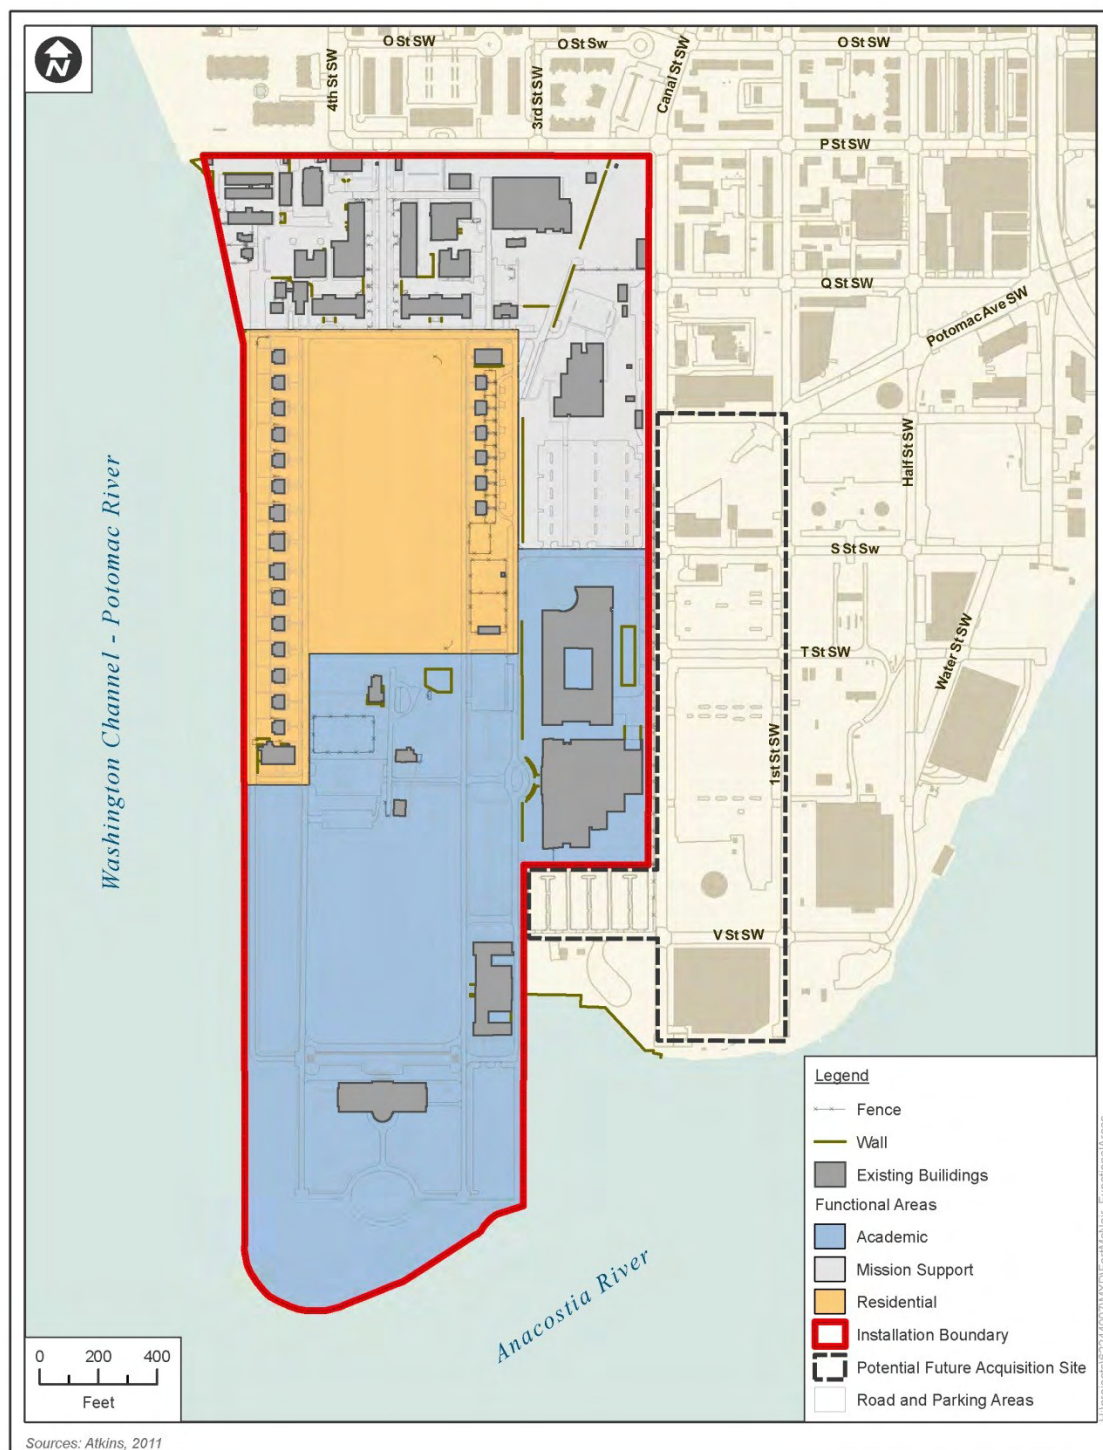 N
O St SW
O St Sw
O St SW
4th St SW
3rd St SW
Canal St SW
P St SW
Q St SW
Potomac Ave SW
Half St SW
S St Sw
T St SW
Water St SW
1st St SW
V St SW
Washington Channel - Potomac River
Anacostia River
Legend
Fence
Wall
Existing Builidings
Functional Areas
Academic
Mission Support
Residential
Installation Boundary
Potential Future Acquisition Site
Road and Parking Areas
0 200 400
Feet
Sources: Atkins, 2011